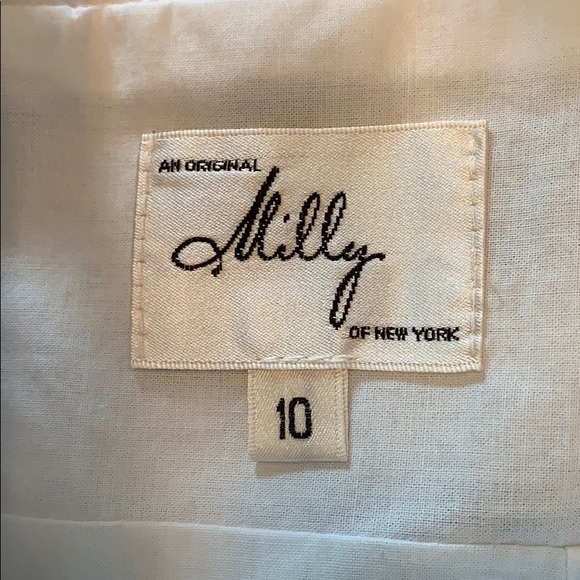 AN ORIGINAL
Milly
OF NEW YORK
10